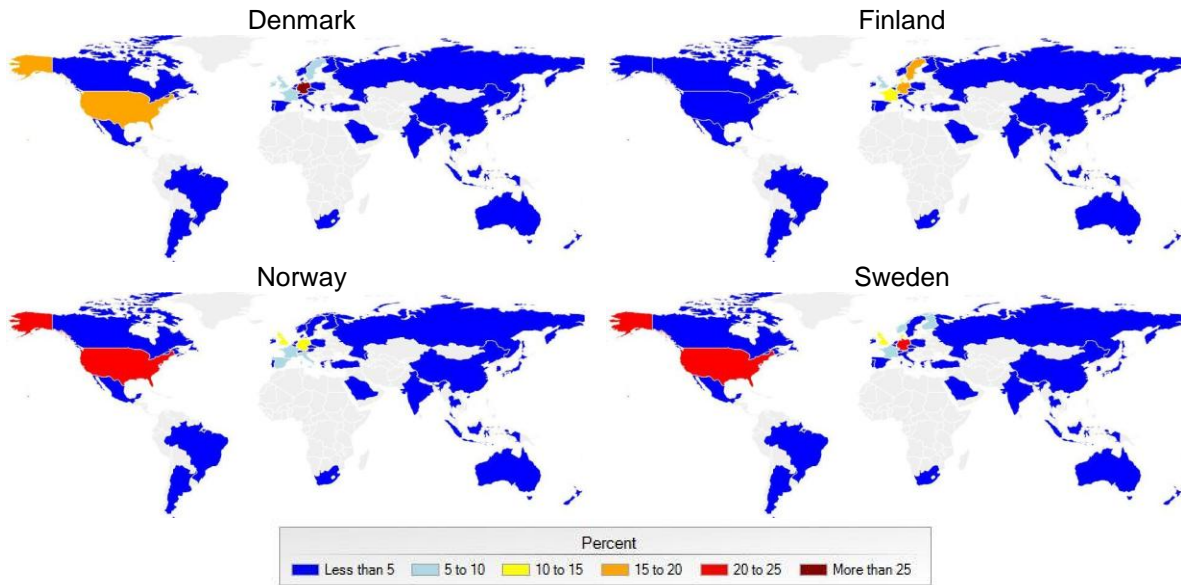 Denmark
Finland
Norway
Sweden
Percent
Less than 5 5 to 10 10 to 15 15 to 20 20 to 25 More than 25